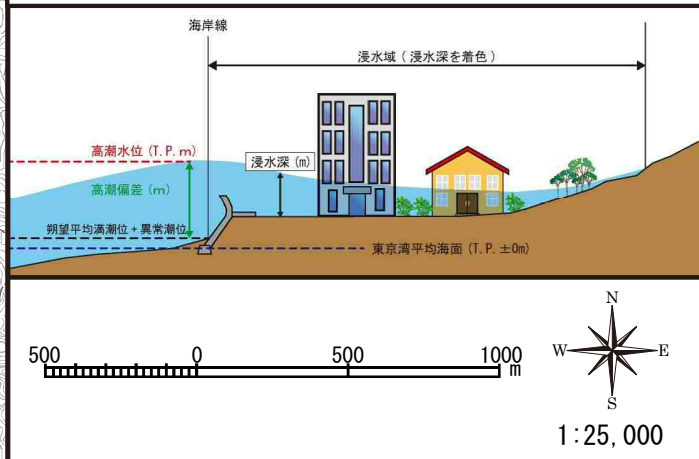 海岸線
浸水域 ( 浸水深を着色 )
高潮水位 (T. P. m)
浸水深 (m)
高潮偏差 (m)
朔望平均満潮位 + 異常潮位
東京湾平均海面 (T. P. ±0m)
500 0 500 1000 m
N
W E
S
1:25,000